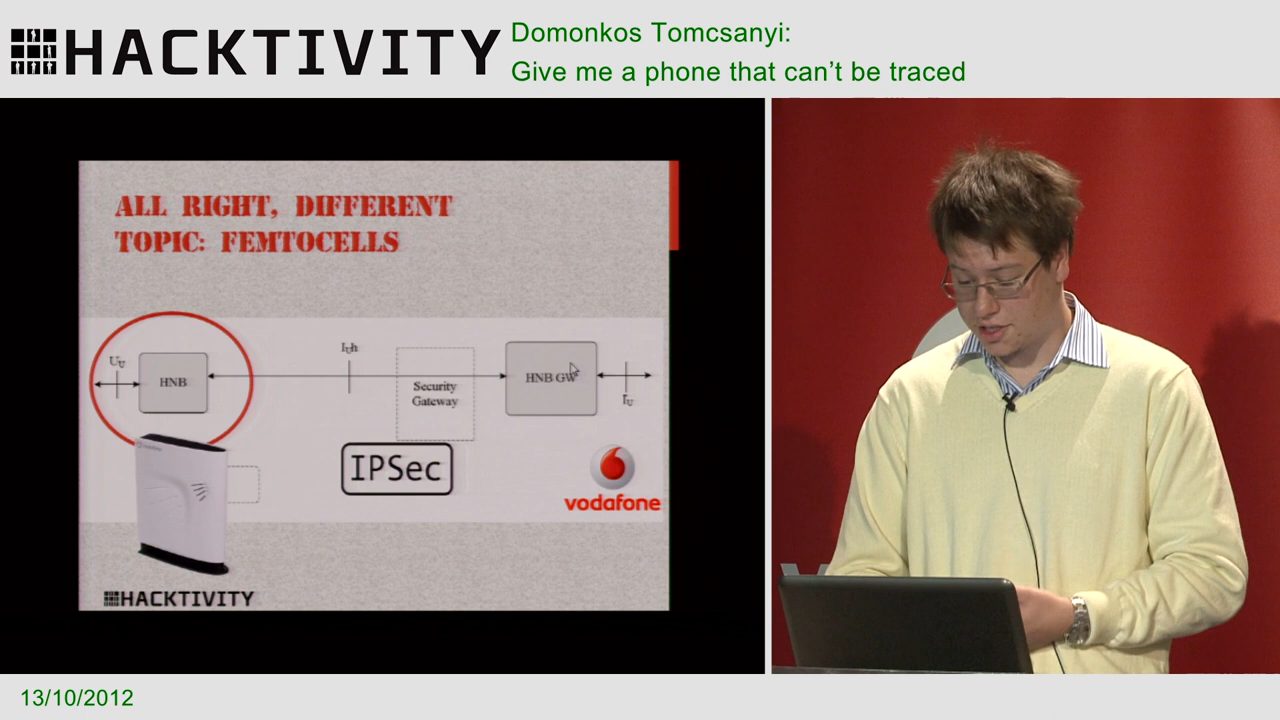 HACKTIVITY
Domonkos Tomcsanyi:
Give me a phone that can't be traced
ALL RIGHT, DIFFERENT
TOPIC: FEMTOCELLS
Uu
HNB
Iuh
Security
Gateway
HNB GW
Iu
IPSec
vodafone
HACKTIVITY
13/10/2012